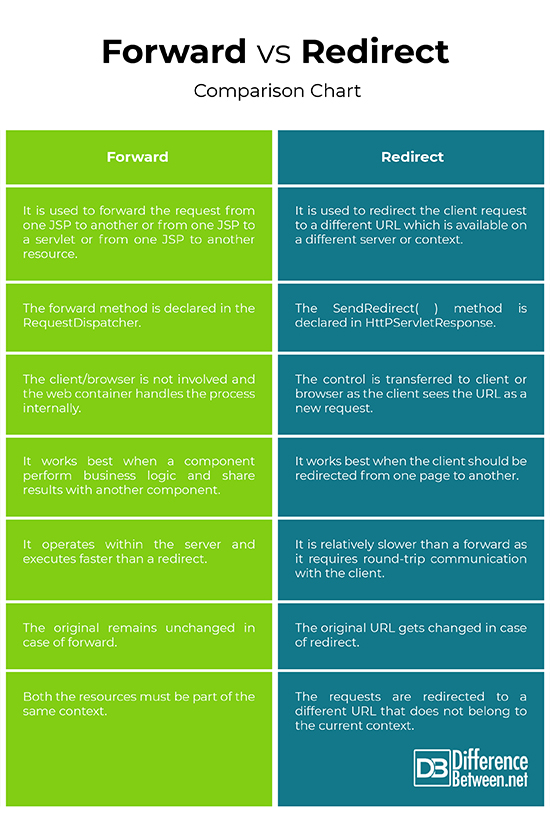 Forward vs Redirect
Comparison Chart
Forward
Redirect
It is used to forward the request from
one JSP to another or from one JSP to
a servlet or from one JSP to another
resource.
It is used to redirect the client request
to a different URL which is available on
a different server or context.
The forward method is declared in the
RequestDispatcher.
The SendRedirect( ) method is
declared in HttPServletResponse.
The client/browser is not involved and
the web container handles the process
internally.
The control is transferred to client or
browser as the client sees the URL as a
new request.
It works best when a component
perform business logic and share
results with another component.
It works best when the client should be
redirected from one page to another.
It operates within the server and
executes faster than a redirect.
It is relatively slower than a forward as
it requires round-trip communication
with the client.
The original remains unchanged in
case of forward.
The original URL gets changed in case
of redirect.
Both the resources must be part of the
same context.
The requests are redirected to a
different URL that does not belong to
the current context.
DB Difference
Between.net